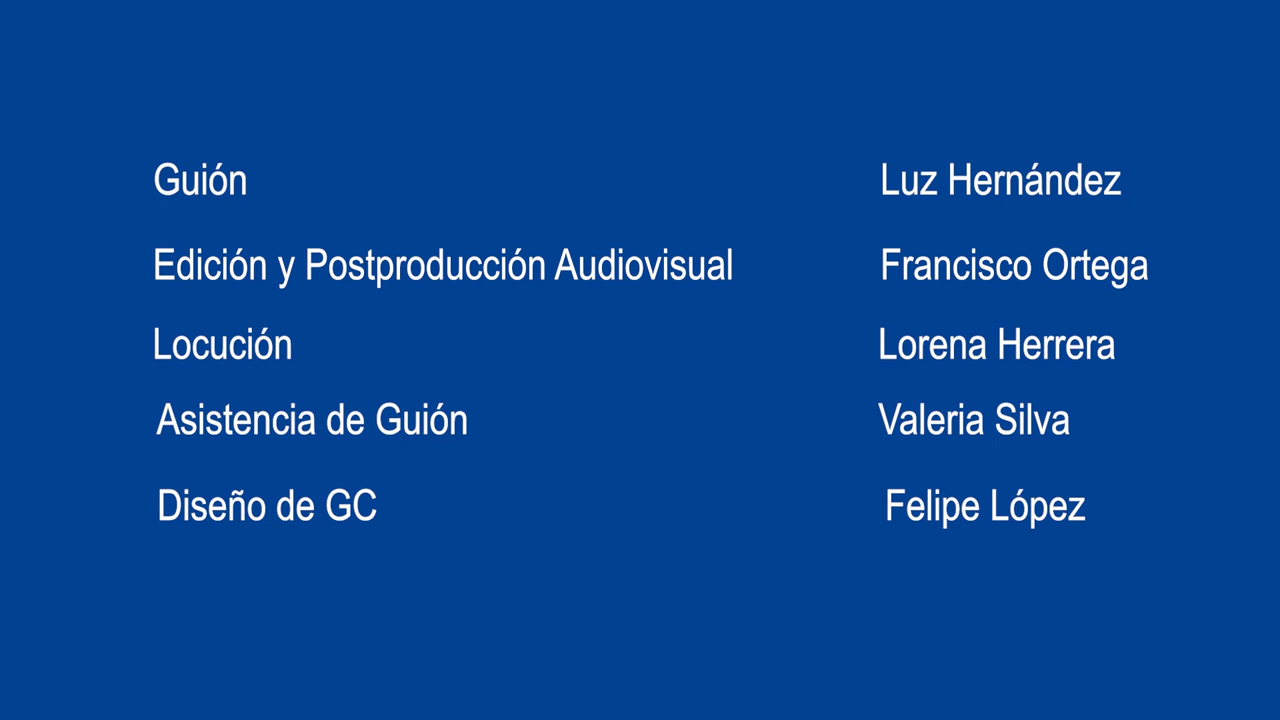 Guión Luz Hernández
Edición y Postproducción Audiovisual Francisco Ortega
Locución Lorena Herrera
Asistencia de Guión Valeria Silva
Diseño de GC Felipe López